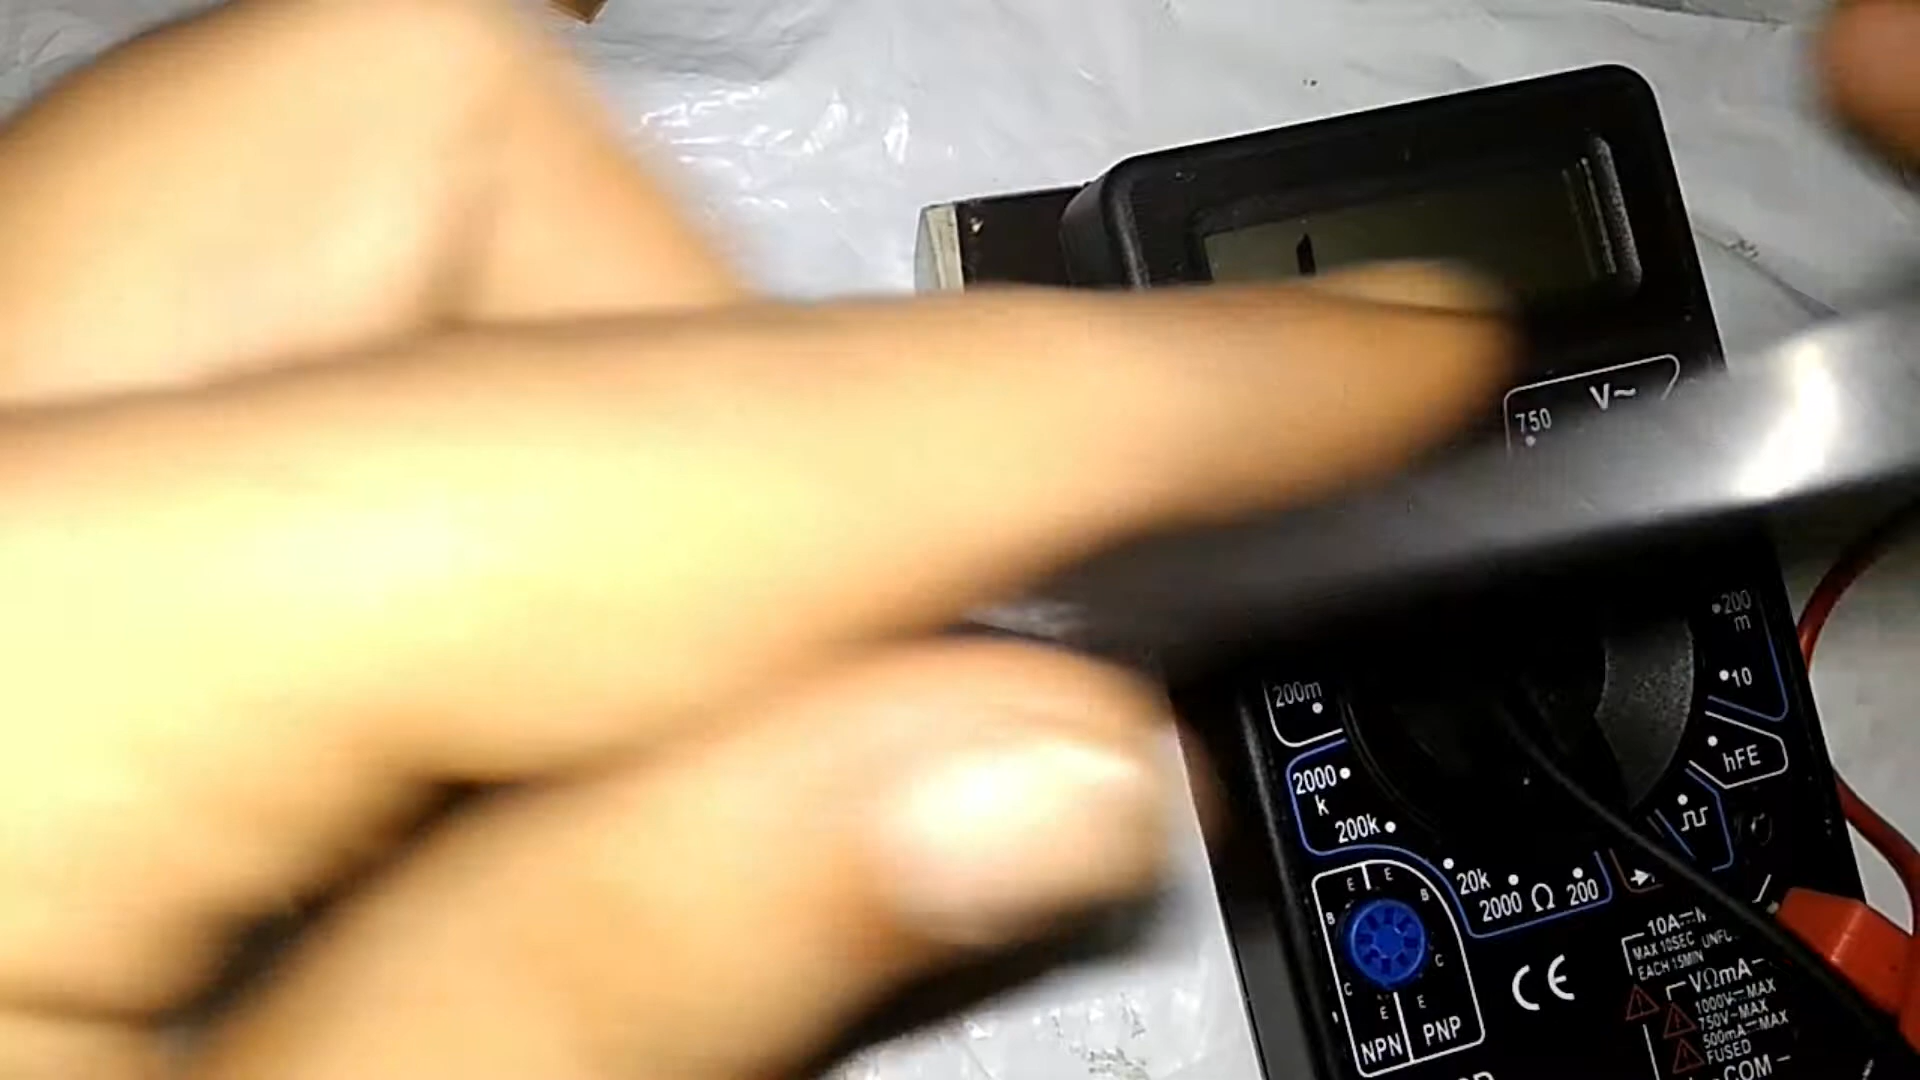 V~
750
200
m
10
200m
2000
k
200k
hFE
20k
2000 Ω 200
E E
B B
C C
E E
NPN PNP
CE
10A
MAX 10SEC
EACH 15MIN
VΩmA
1000V⎓MAX
750V~MAX
500mA⎓MAX
FUSED
COM